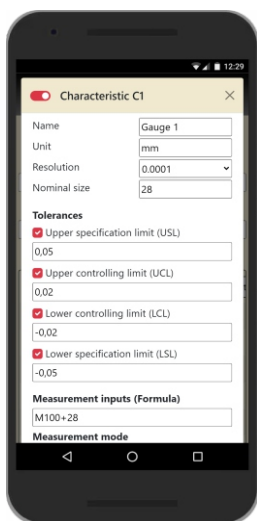 12:29
Characteristic C1
Name Gauge 1
Unit mm
Resolution 0.0001
Nominal size 28
Tolerances
Upper specification limit (USL)
0,05
Upper controlling limit (UCL)
0,02
Lower controlling limit (LCL)
-0,02
Lower specification limit (LSL)
-0,05
Measurement inputs (Formula)
M100+28
Measurement mode